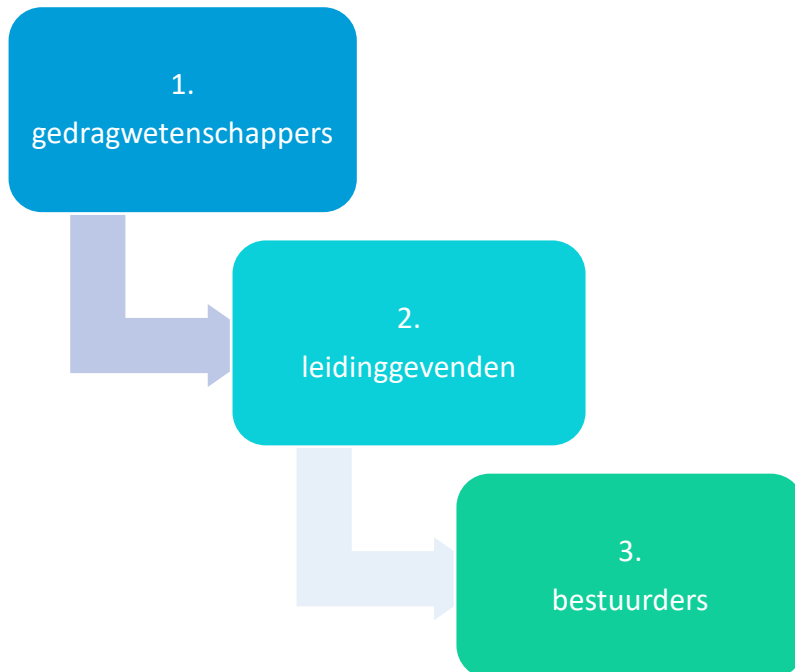 1.
gedragwetenschappers
2.
leidinggevenden
3.
bestuurders